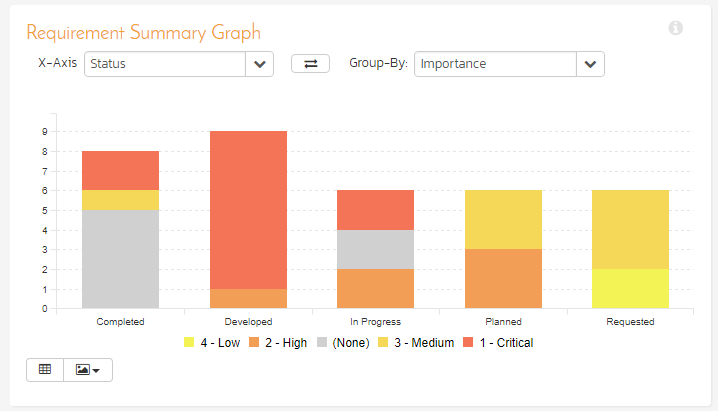 Requirement Summary Graph
X-Axis Status Group-By: Importance
9
8
7
6
5
4
3
2
1
0
Completed Developed In Progress Planned Requested
4 - Low 2 - High (None) 3 - Medium 1 - Critical